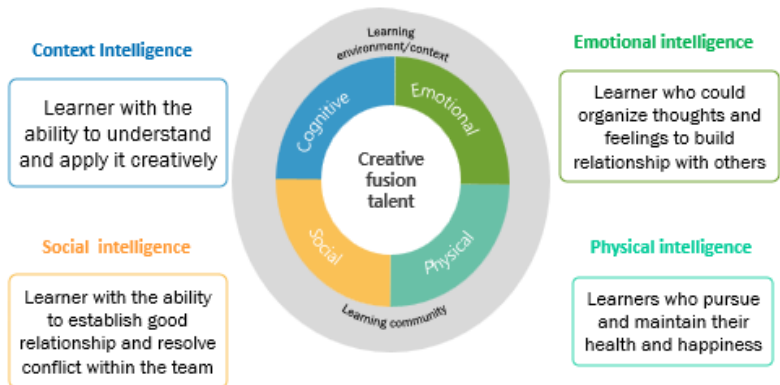 Context Intelligence
Learner with the
ability to understand
and apply it creatively
Social intelligence
Learner with the ability
to establish good
relationship and resolve
conflict within the team
Learning
environment/context
Cognitive
Emotional
Creative
fusion
talent
Social
Physical
Learning community
Emotional intelligence
Learner who could
organize thoughts and
feelings to build
relationship with others
Physical intelligence
Learners who pursue
and maintain their
health and happiness